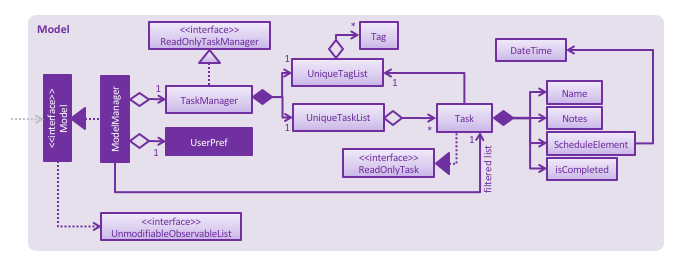 Model
<<interface>>
ReadOnlyTaskManager
*
Tag
DateTime
1
UniqueTagList
1
<<interface>>
Model
ModelManager
1
TaskManager
Name
1
UniqueTaskList
*
Task
Notes
1
UserPref
1
ScheduleElement
<<interface>>
ReadOnlyTask
filtered list
isCompleted
<<interface>>
UnmodifiableObservableList